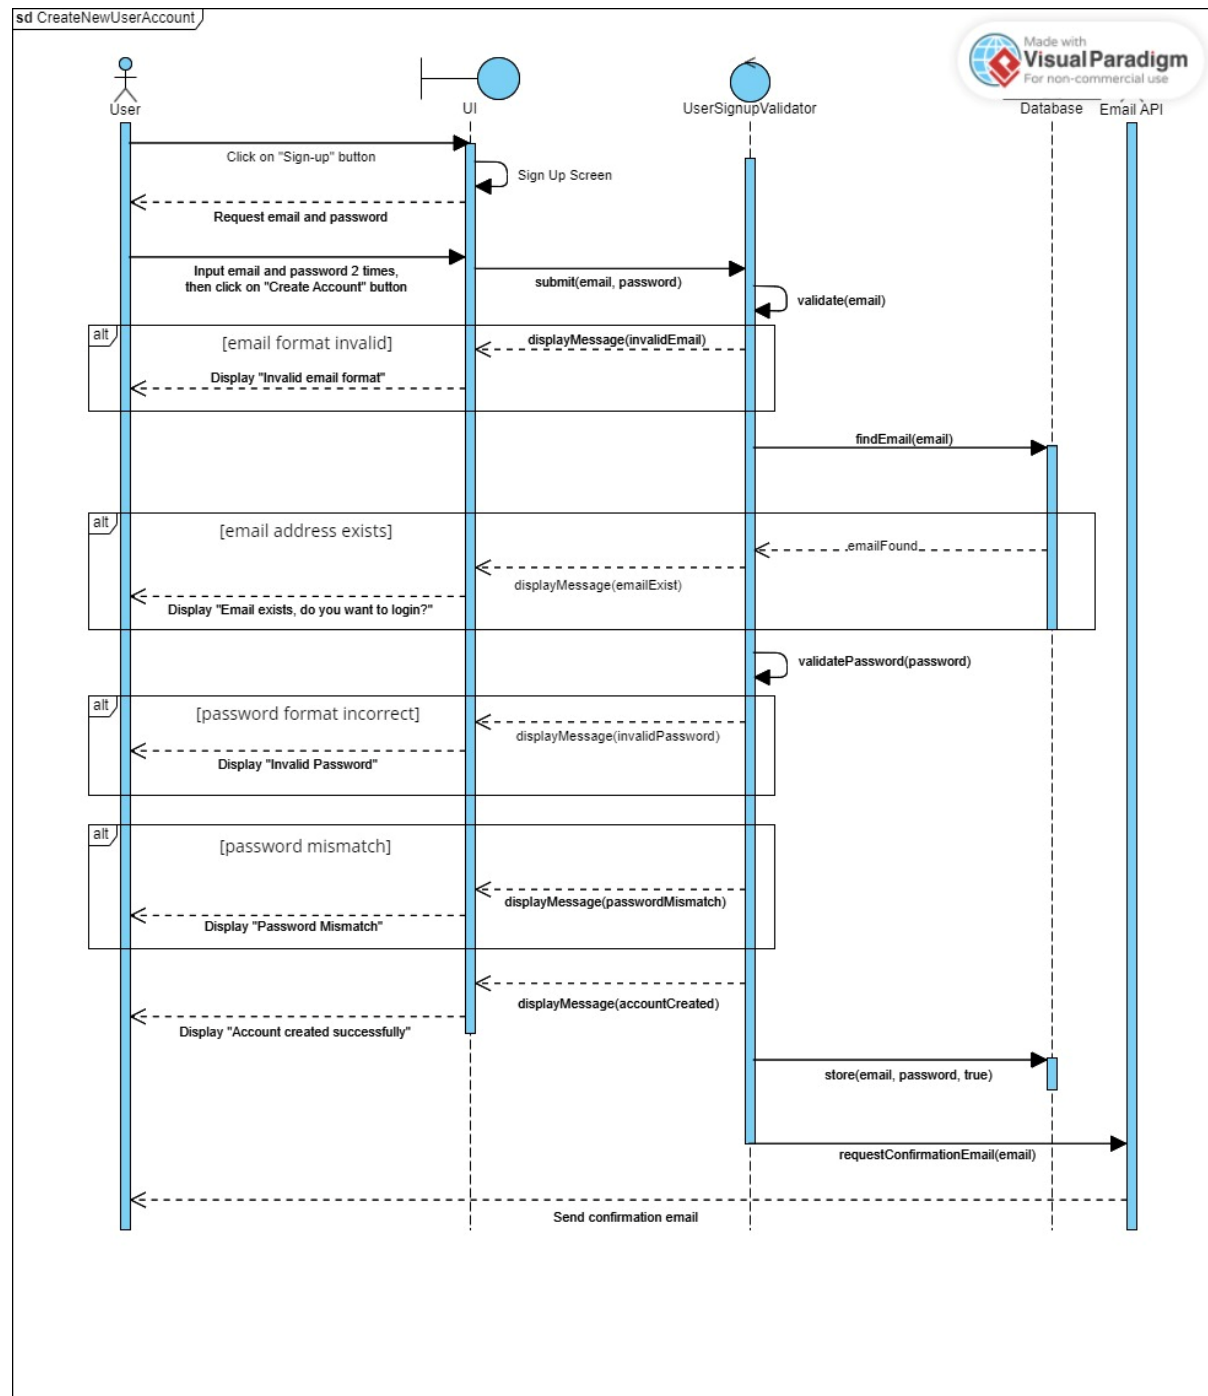 sd CreateNewUserAccount
Made with
Visual Paradigm
For non-commercial use
User
UI
UserSignupValidator
Database
Email API
Click on "Sign-up" button
Sign Up Screen
Request email and password
Input email and password 2 times,
then click on "Create Account" button
submit(email, password)
validate(email)
alt
[email format invalid]
displayMessage(invalidEmail)
Display "Invalid email format"
findEmail(email)
alt
[email address exists]
emailFound
displayMessage(emailExist)
Display "Email exists, do you want to login?"
validatePassword(password)
alt
[password format incorrect]
displayMessage(invalidPassword)
Display "Invalid Password"
alt
[password mismatch]
displayMessage(passwordMismatch)
Display "Password Mismatch"
displayMessage(accountCreated)
Display "Account created successfully"
store(email, password, true)
requestConfirmationEmail(email)
Send confirmation email